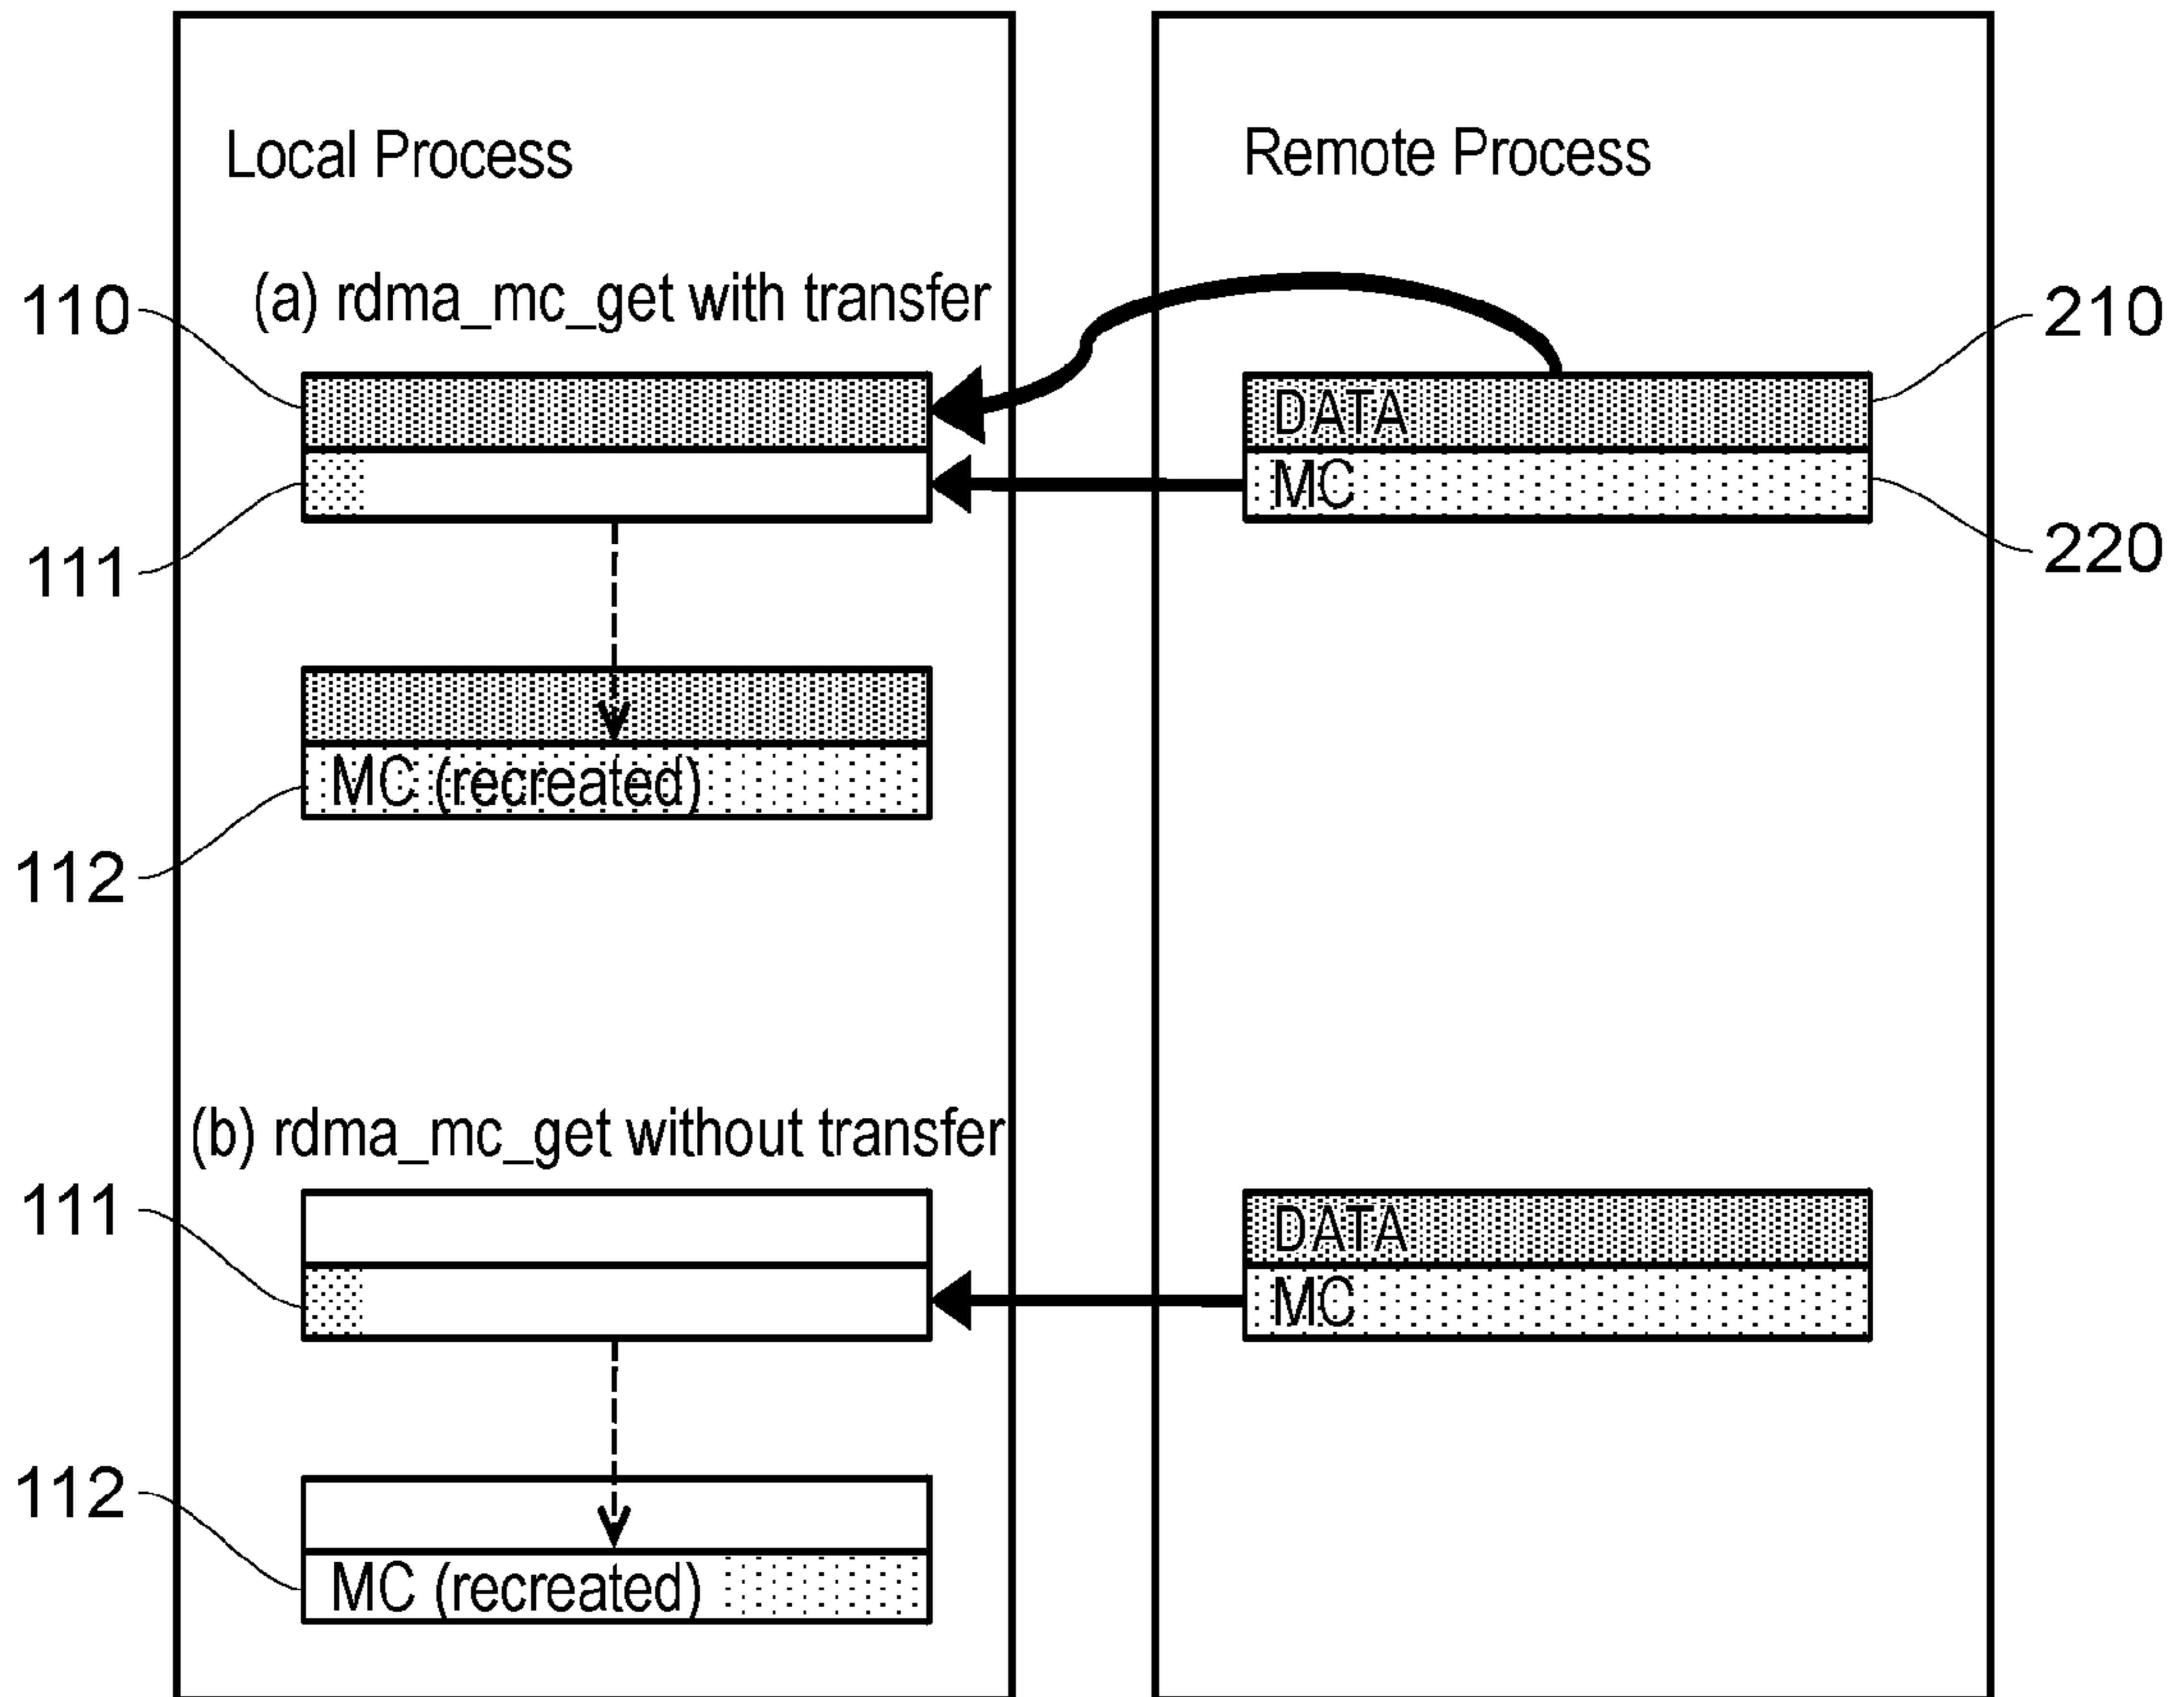 Local Process
Remote Process
110
(a) rdma_mc_get with transfer
210
DATA
MC
111
220
MC (recreated)
112
(b) rdma_mc_get without transfer
111
DATA
MC
112
MC (recreated)